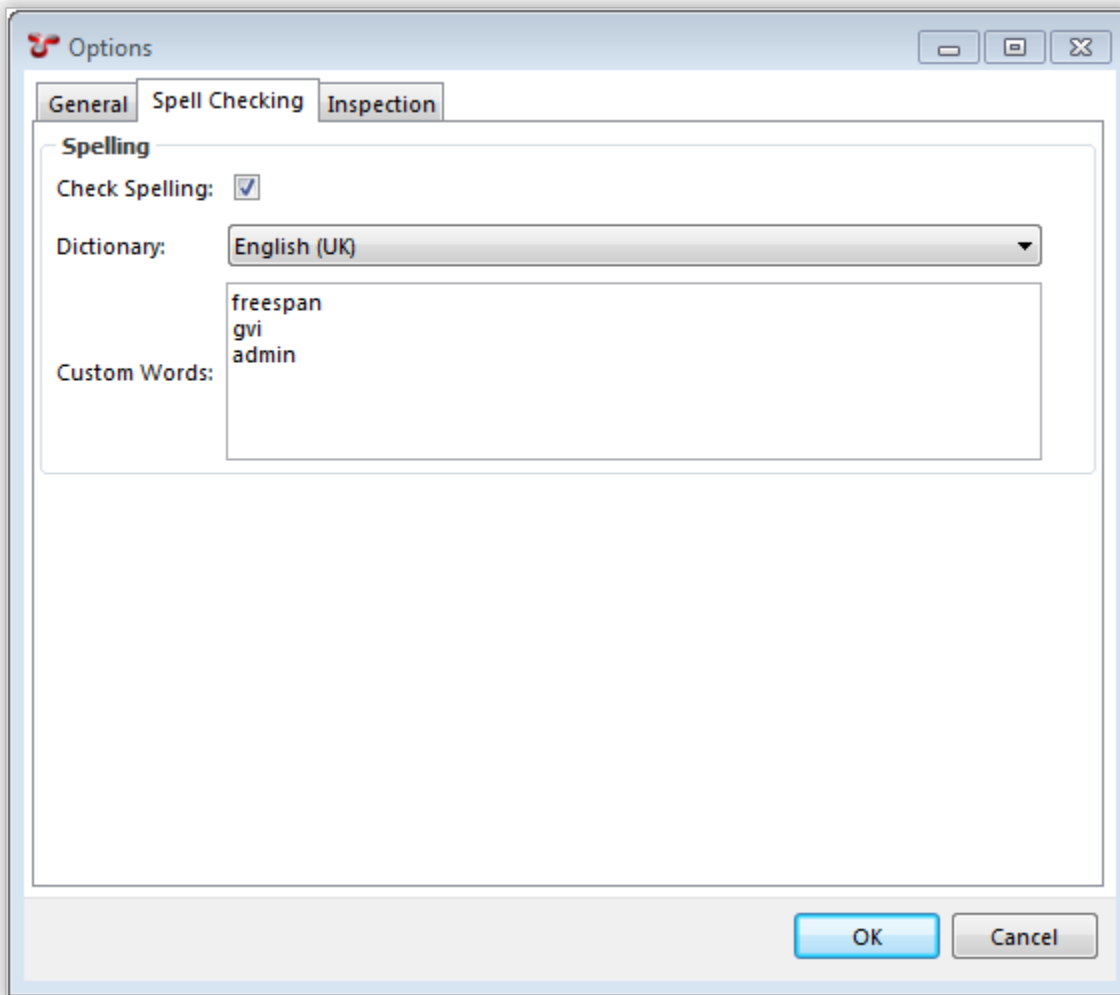 Options
General Spell Checking Inspection
Spelling
Check Spelling:
Dictionary: English (UK)
Custom Words:
freespan
gvi
admin
OK Cancel